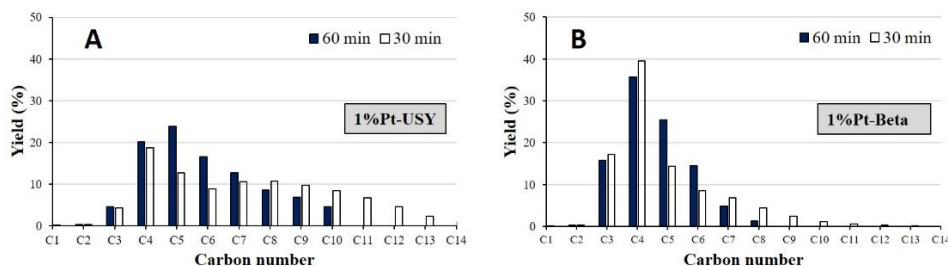 A
60 min 30 min
1%Pt-USY
Yield (%)
50
40
30
20
10
0
C1 C2 C3 C4 C5 C6 C7 C8 C9 C10 C11 C12 C13 C14
Carbon number
B
60 min 30 min
1%Pt-Beta
Yield (%)
50
40
30
20
10
0
C1 C2 C3 C4 C5 C6 C7 C8 C9 C10 C11 C12 C13 C14
Carbon number